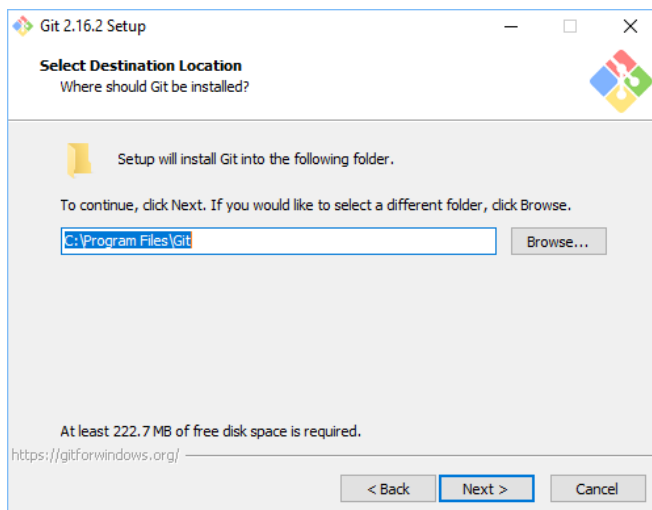 Git 2.16.2 Setup
Select Destination Location
Where should Git be installed?
Setup will install Git into the following folder.
To continue, click Next. If you would like to select a different folder, click Browse.
C:\Program Files\Git
Browse...
At least 222.7 MB of free disk space is required.
https://gitforwindows.org/
< Back
Next >
Cancel